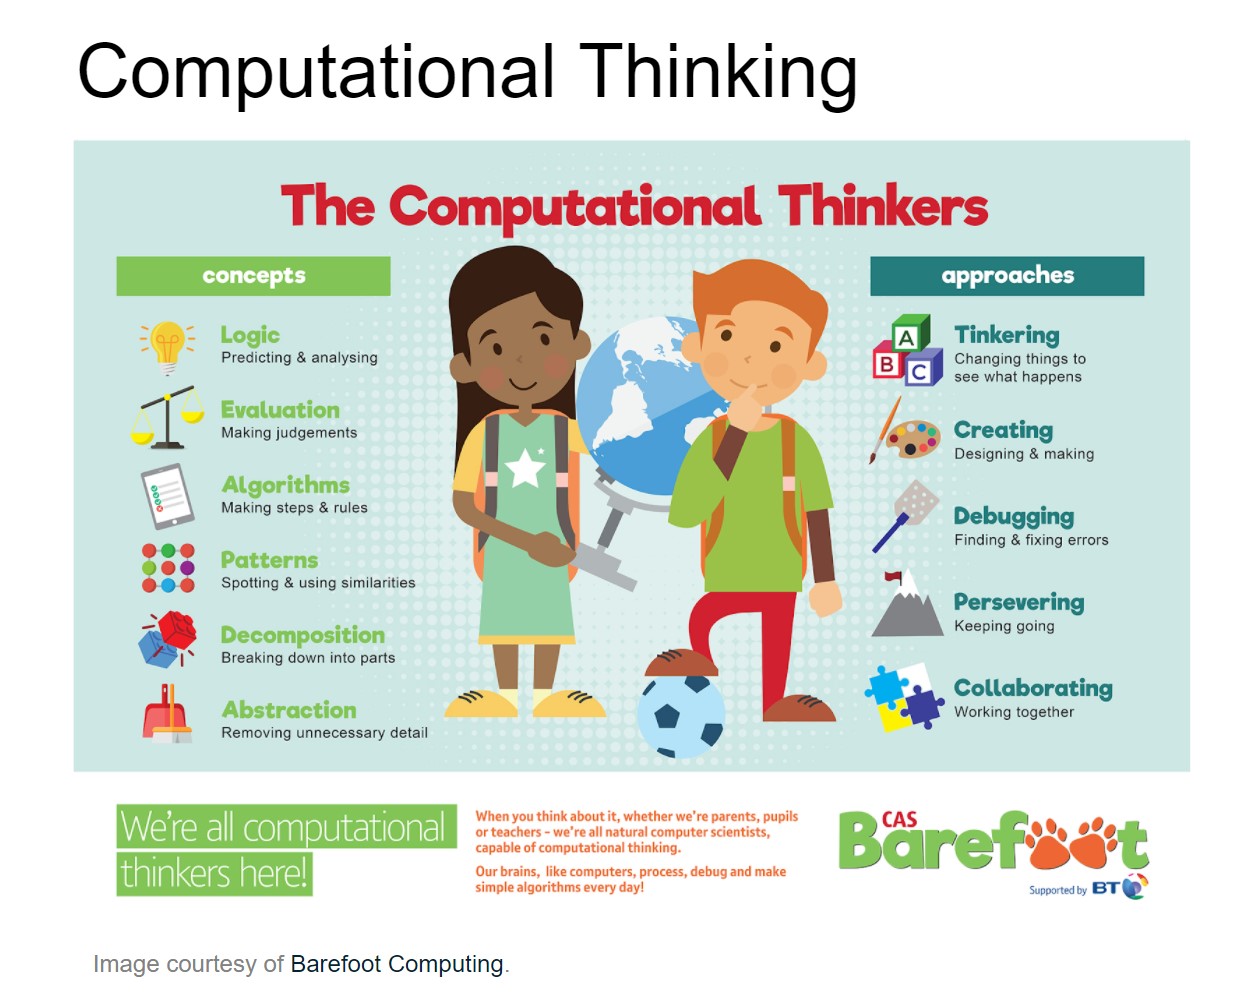 Computational Thinking
The Computational Thinkers
concepts
Logic
Predicting & analysing
Evaluation
Making judgements
Algorithms
Making steps & rules
Patterns
Spotting & using similarities
Decomposition
Breaking down into parts
Abstraction
Removing unnecessary detail
approaches
A
B
C
Tinkering
Changing things to
see what happens
Creating
Designing & making
Debugging
Finding & fixing errors
Persevering
Keeping going
Collaborating
Working together
We're all computational
thinkers here!
When you think about it, whether we're parents, pupils
or teachers - we're all natural computer scientists,
capable of computational thinking.
Our brains, like computers, process, debug and make
simple algorithms every day!
CAS
Barefoot
Supported by BT
Image courtesy of Barefoot Computing.